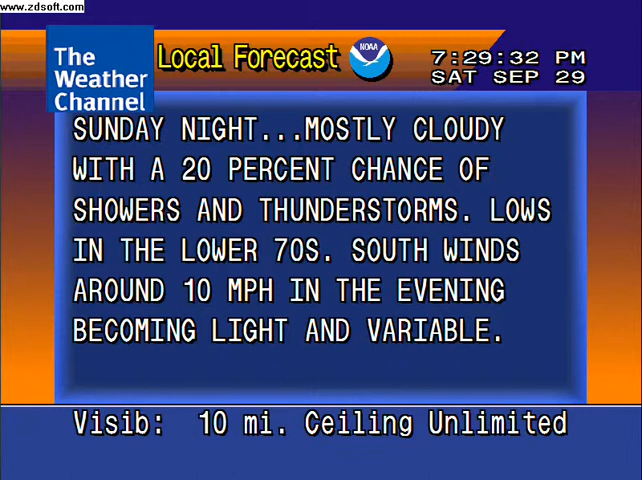 www.zdsoft.com
The
Weather
Channel
Local Forecast
NOAA
7:29:32 PM
SAT SEP 29
SUNDAY NIGHT...MOSTLY CLOUDY
WITH A 20 PERCENT CHANCE OF
SHOWERS AND THUNDERSTORMS. LOWS
IN THE LOWER 70S. SOUTH WINDS
AROUND 10 MPH IN THE EVENING
BECOMING LIGHT AND VARIABLE.
Visib: 10 mi. Ceiling Unlimited